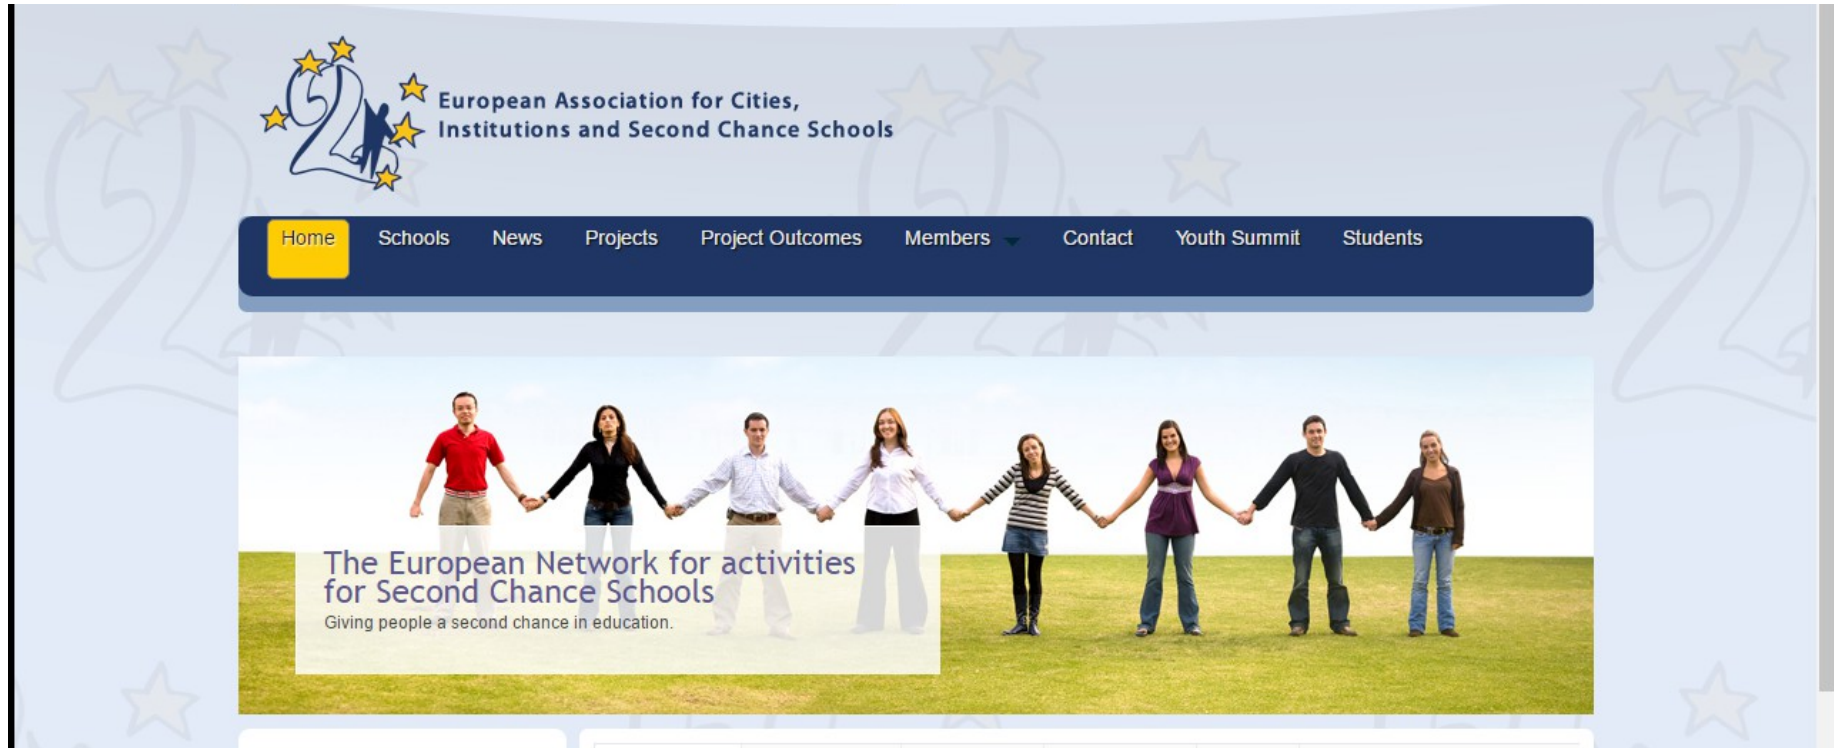 European Association for Cities,
Institutions and Second Chance Schools
Home Schools News Projects Project Outcomes Members Contact Youth Summit Students
The European Network for activities
for Second Chance Schools
Giving people a second chance in education.